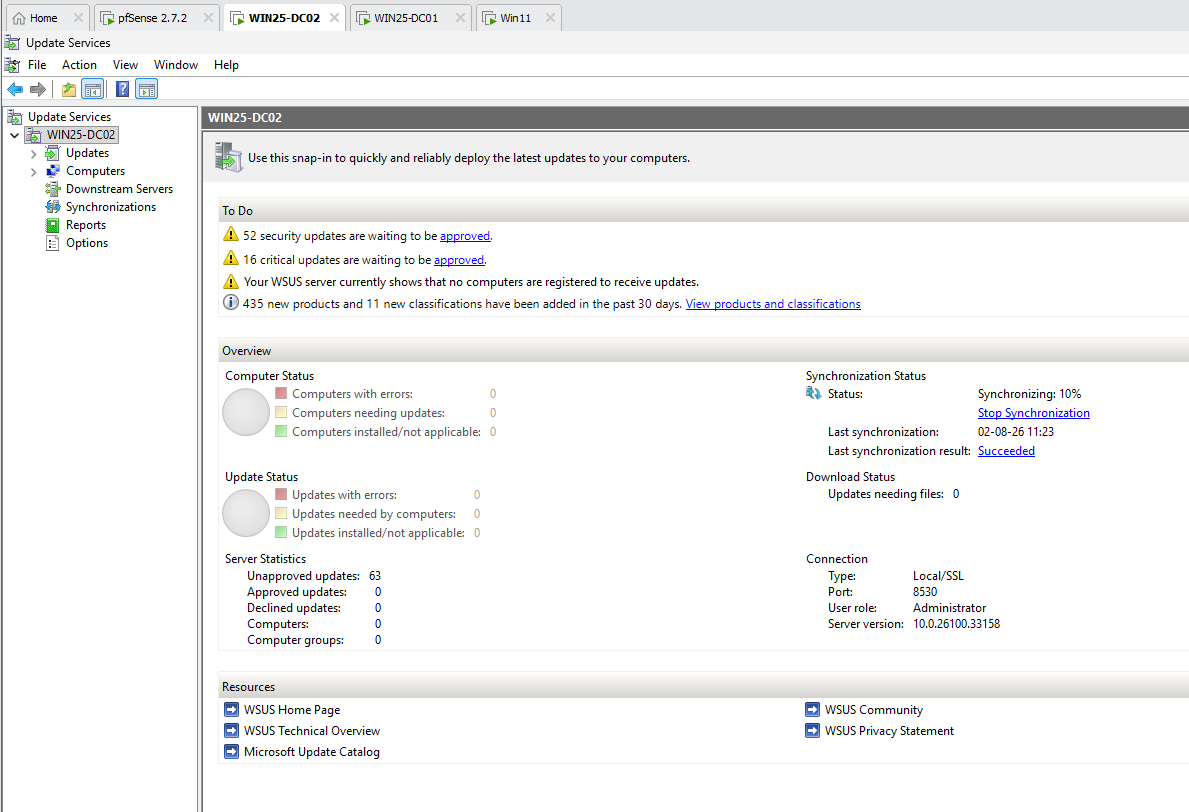 Home
pfSense 2.7.2
WIN25-DC02
WIN25-DC01
Win11
Update Services
File Action View Window Help
Update Services
WIN25-DC02
Updates
Computers
Downstream Servers
Synchronizations
Reports
Options
WIN25-DC02
Use this snap-in to quickly and reliably deploy the latest updates to your computers.
To Do
52 security updates are waiting to be approved.
16 critical updates are waiting to be approved.
Your WSUS server currently shows that no computers are registered to receive updates.
435 new products and 11 new classifications have been added in the past 30 days. View products and classifications
Overview
Computer Status
Computers with errors: 0
Computers needing updates: 0
Computers installed/not applicable: 0
Update Status
Updates with errors: 0
Updates needed by computers: 0
Updates installed/not applicable: 0
Server Statistics
Unapproved updates: 63
Approved updates: 0
Declined updates: 0
Computers: 0
Computer groups: 0
Synchronization Status
Status: Synchronizing: 10%
Stop Synchronization
Last synchronization: 02-08-26 11:23
Last synchronization result: Succeeded
Download Status
Updates needing files: 0
Connection
Type: Local/SSL
Port: 8530
User role: Administrator
Server version: 10.0.26100.33158
Resources
WSUS Home Page
WSUS Technical Overview
Microsoft Update Catalog
WSUS Community
WSUS Privacy Statement